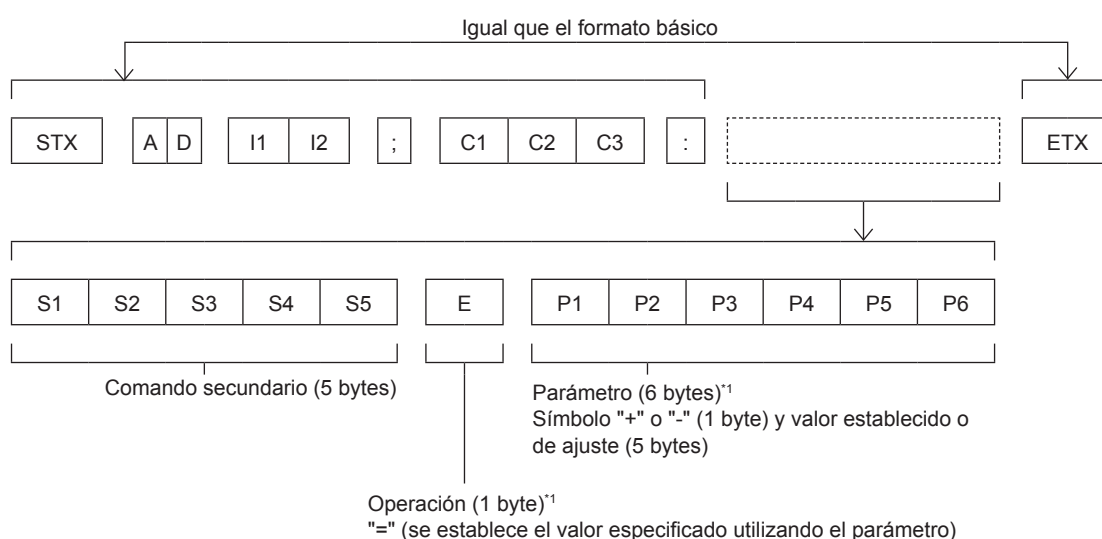 Igual que el formato básico
STX A D I1 I2 ; C1 C2 C3 : ETX
S1 S2 S3 S4 S5 E P1 P2 P3 P4 P5 P6
Comando secundario (5 bytes)
Parámetro (6 bytes)*1
Símbolo "+" o "-" (1 byte) y valor establecido o
de ajuste (5 bytes)
Operación (1 byte)*1
"=" (se establece el valor especificado utilizando el parámetro)